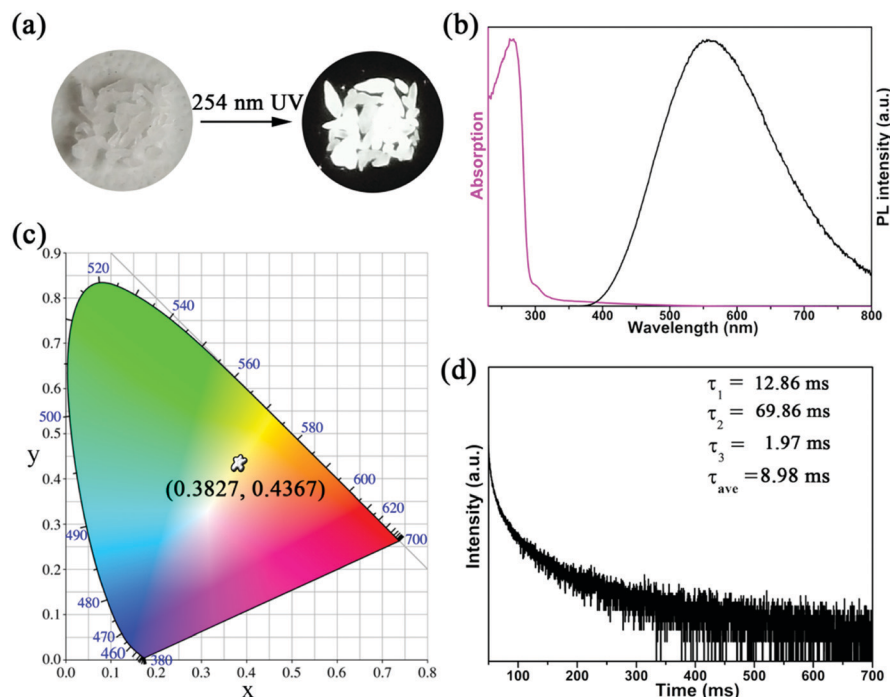 (a)
254 nm UV
(b)
Absorption
PL intensity (a.u.)
300 400 500 600 700 800
Wavelength (nm)
(c)
0.9
0.8
0.7
0.6
0.5
0.4
0.3
0.2
0.1
0.0
y
520
540
560
580
600
620
700
500
490
480
470
460
380
(0.3827, 0.4367)
0.0 0.1 0.2 0.3 0.4 0.5 0.6 0.7 0.8
x
(d)
τ1 = 12.86 ms
τ2 = 69.86 ms
τ3 = 1.97 ms
τave =8.98 ms
Intensity (a.u.)
100 200 300 400 500 600 700
Time (ms)